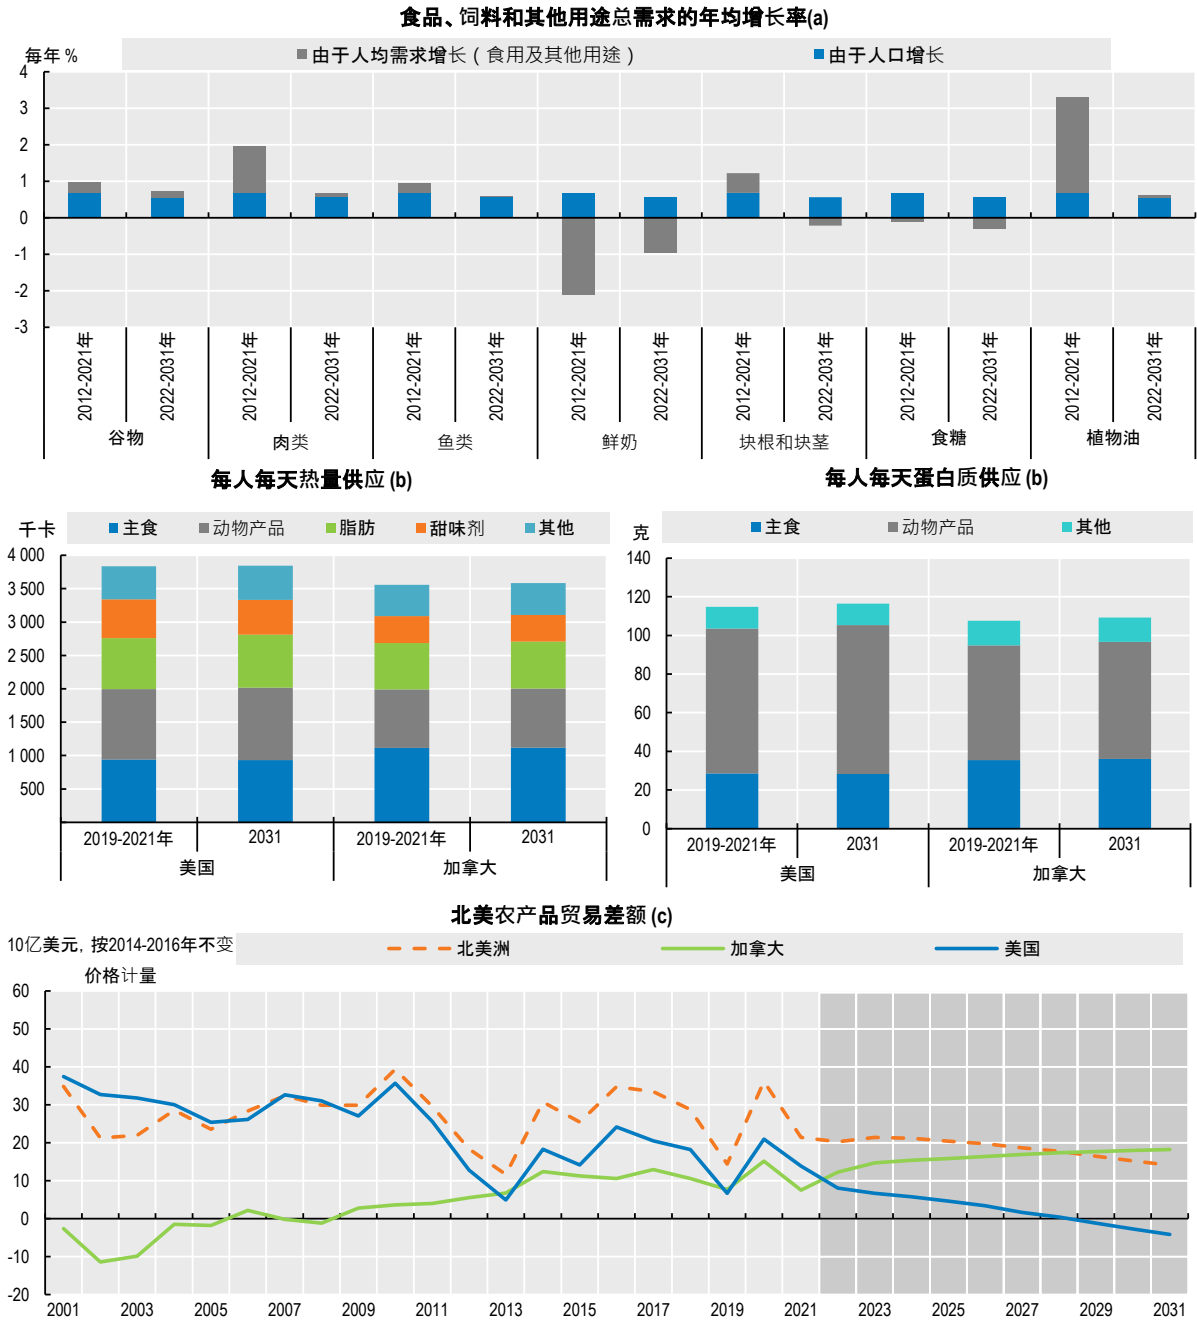 食品、饲料和其他用途总需求的年均增长率(a)
每年 %
由于人均需求增长（食用及其他用途）
由于人口增长
4
3
2
1
0
-1
-2
-3
2012-2021年
2022-2031年
2012-2021年
2022-2031年
2012-2021年
2022-2031年
2012-2021年
2022-2031年
2012-2021年
2022-2031年
2012-2021年
2022-2031年
2012-2021年
2022-2031年
谷物
肉类
鱼类
鲜奶
块根和块茎
食糖
植物油
每人每天热量供应 (b)
千卡
主食
动物产品
脂肪
甜味剂
其他
4 000
3 500
3 000
2 500
2 000
1 500
1 000
500
2019-2021年
2031
2019-2021年
2031
美国
加拿大
每人每天蛋白质供应 (b)
克
主食
动物产品
其他
140
120
100
80
60
40
20
0
2019-2021年
2031
2019-2021年
2031
美国
加拿大
北美农产品贸易差额 (c)
10亿美元, 按2014-2016年不变
价格计量
北美洲
加拿大
美国
60
50
40
30
20
10
0
-10
-20
2001
2003
2005
2007
2009
2011
2013
2015
2017
2019
2021
2023
2025
2027
2029
2031